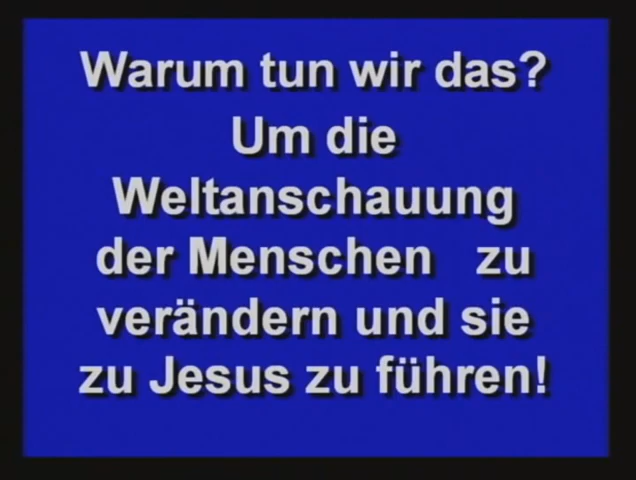 Warum tun wir das?
Um die
Weltanschauung
der Menschen zu
verändern und sie
zu Jesus zu führen!